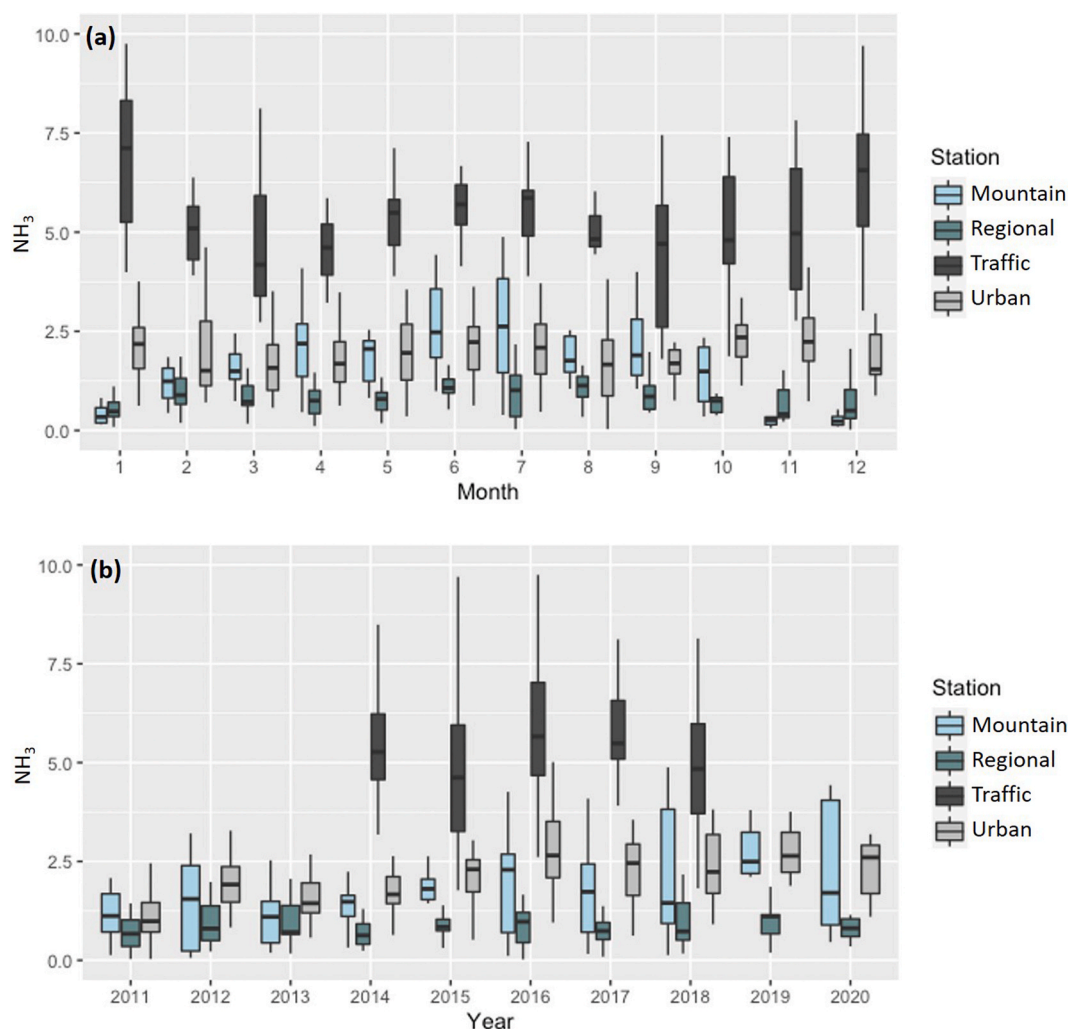 (a)
10.0
7.5
5.0
2.5
0.0
NH₃
1 2 3 4 5 6 7 8 9 10 11 12
Month
Station
Mountain
Regional
Traffic
Urban
(b)
10.0
7.5
5.0
2.5
0.0
NH₃
2011 2012 2013 2014 2015 2016 2017 2018 2019 2020
Year
Station
Mountain
Regional
Traffic
Urban